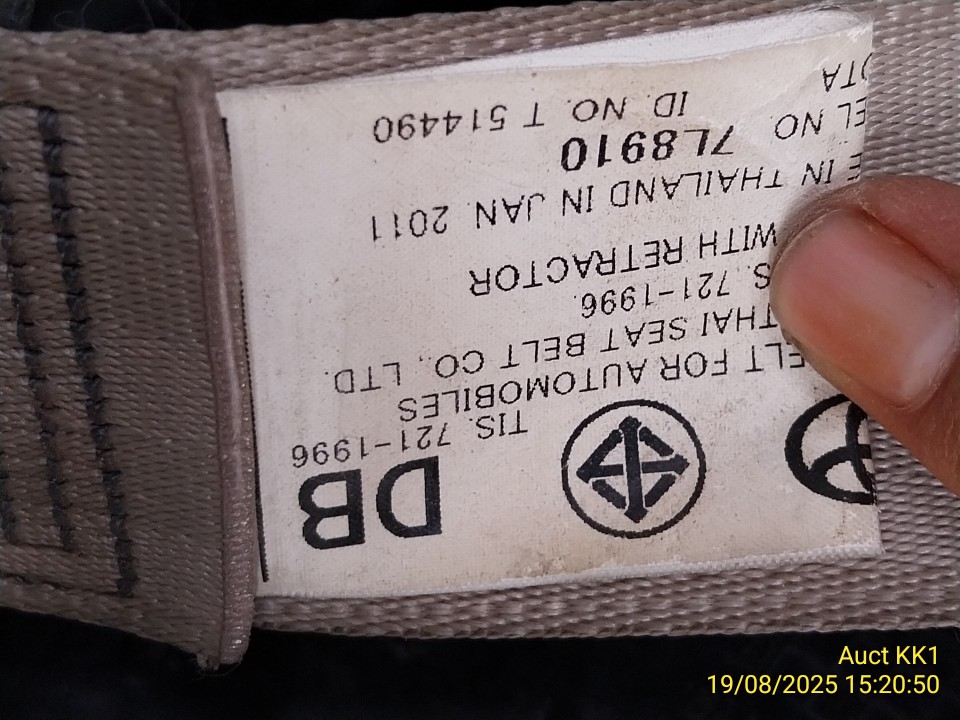 DB
TIS. 721-1996
ELT FOR AUTOMOBILES
THAI SEAT BELT CO., LTD.
S. 721-1996.
WITH RETRACTOR
E IN THAILAND IN JAN. 2011
EL NO 7L8910
ID. NO. T 514490
OTA
Auct KK1
19/08/2025 15:20:50